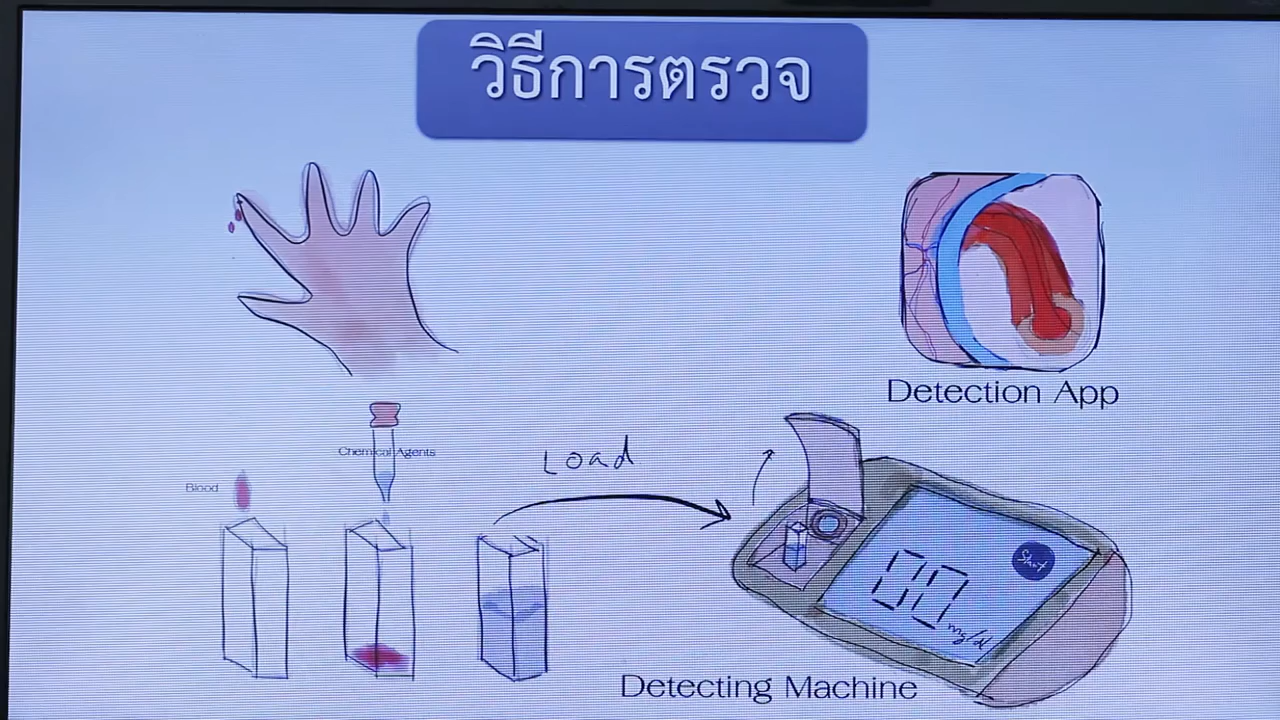 วิธีการตรวจ
Detection App
Chemical Agents
Load
Blood
Start
00
mg/dl
Detecting Machine